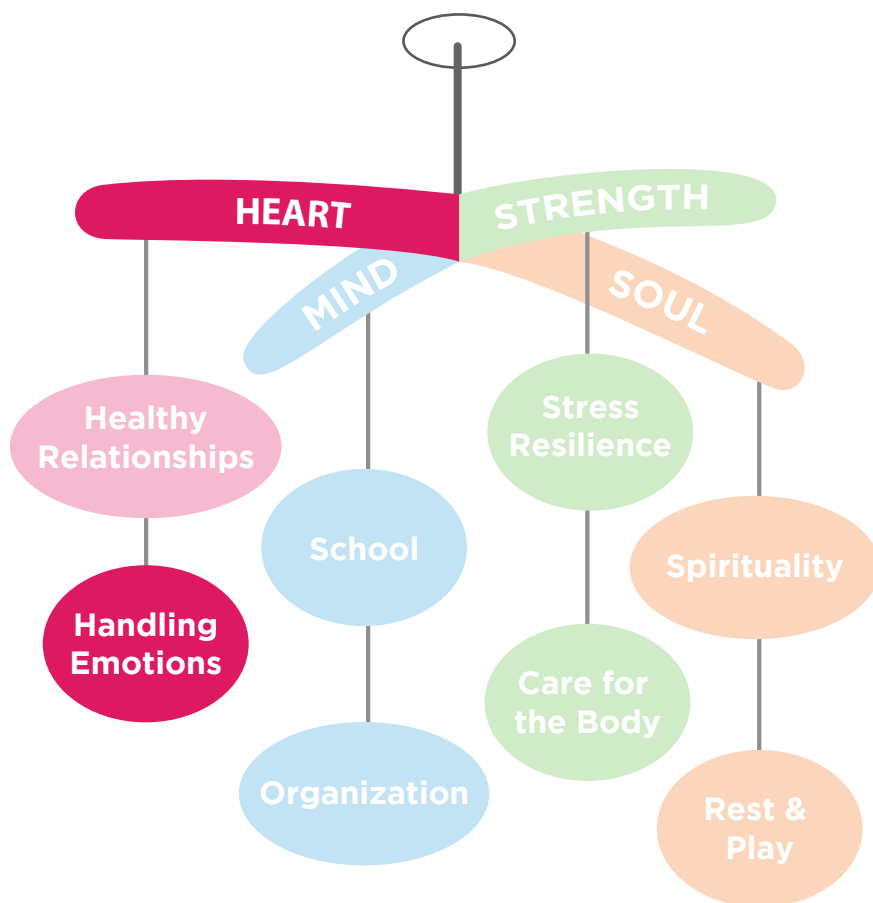 HEART
STRENGTH
MIND
SOUL
Healthy
Relationships
Handling
Emotions
School
Organization
Stress
Resilience
Care for
the Body
Spirituality
Rest &
Play